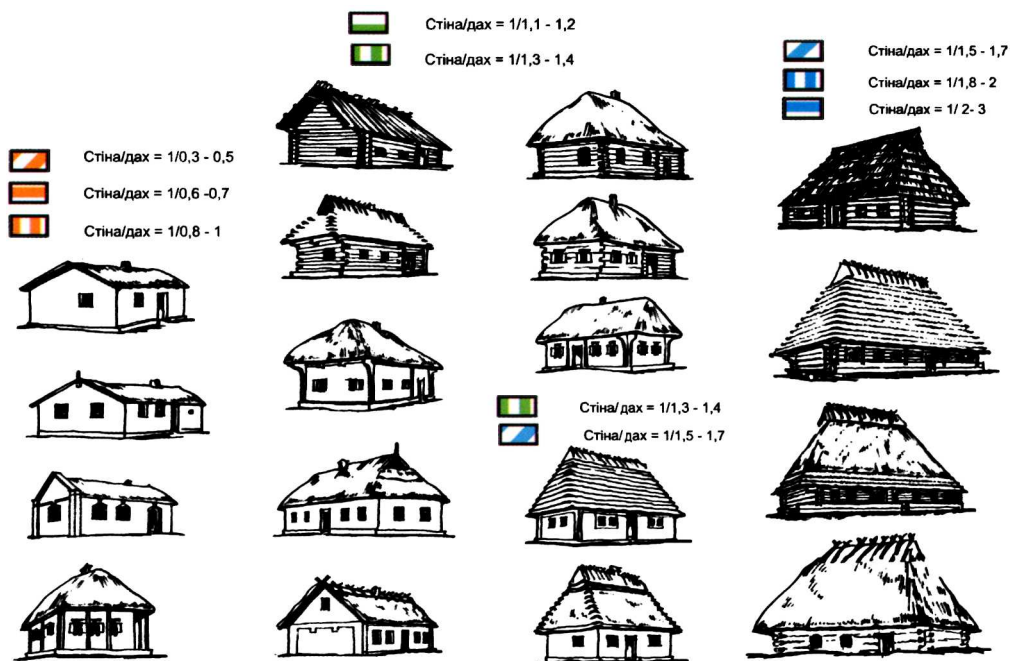 Стіна/дах = 1/1,1 - 1,2
Стіна/дах = 1/1,3 - 1,4
Стіна/дах = 1/1,5 - 1,7
Стіна/дах = 1/1,8 - 2
Стіна/дах = 1/ 2- 3
Стіна/дах = 1/0,3 - 0,5
Стіна/дах = 1/0,6 -0,7
Стіна/дах = 1/0,8 - 1
Стіна/дах = 1/1,3 - 1,4
Стіна/дах = 1/1,5 - 1,7